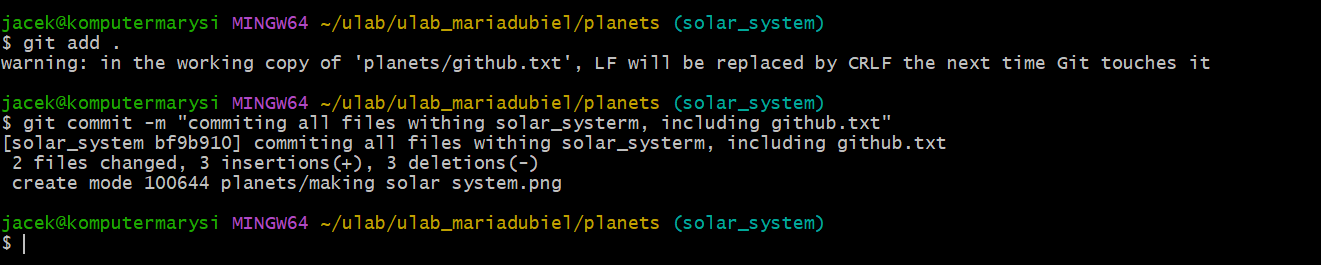 jacek@komputermarysi MINGW64 ~/ulab/ulab_mariadubiel/planets (solar_system)
$ git add .
warning: in the working copy of 'planets/github.txt', LF will be replaced by CRLF the next time Git touches it
jacek@komputermarysi MINGW64 ~/ulab/ulab_mariadubiel/planets (solar_system)
$ git commit -m "commiting all files withing solar_systerm, including github.txt"
[solar_system bf9b910] commiting all files withing solar_systerm, including github.txt
2 files changed, 3 insertions(+), 3 deletions(-)
create mode 100644 planets/making solar system.png
jacek@komputermarysi MINGW64 ~/ulab/ulab_mariadubiel/planets (solar_system)
$